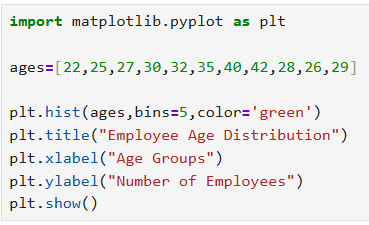 import matplotlib.pyplot as plt
ages=[22,25,27,30,32,35,40,42,28,26,29]
plt.hist(ages,bins=5,color='green')
plt.title("Employee Age Distribution")
plt.xlabel("Age Groups")
plt.ylabel("Number of Employees")
plt.show()